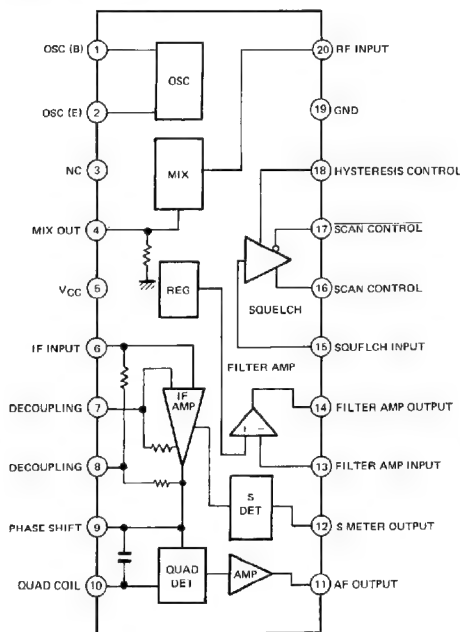 OSC (B) 1
OSC
20 RF INPUT
OSC (E) 2
19 GND
NC 3
MIX
18 HYSTERESIS CONTROL
MIX OUT 4
17 SCAN CONTROL
VCC 5
REG
SQUELCH
16 SCAN CONTROL
15 SQUFLCH INPUT
IF INPUT 6
FILTER AMP
IF AMP
DECOUPLING 7
+ −
14 FILTER AMP OUTPUT
DECOUPLING 8
13 FILTER AMP INPUT
S DET
12 S METER OUTPUT
PHASE SHIFT 9
QUAD COIL 10
QUAD DET
AMP
11 AF OUTPUT